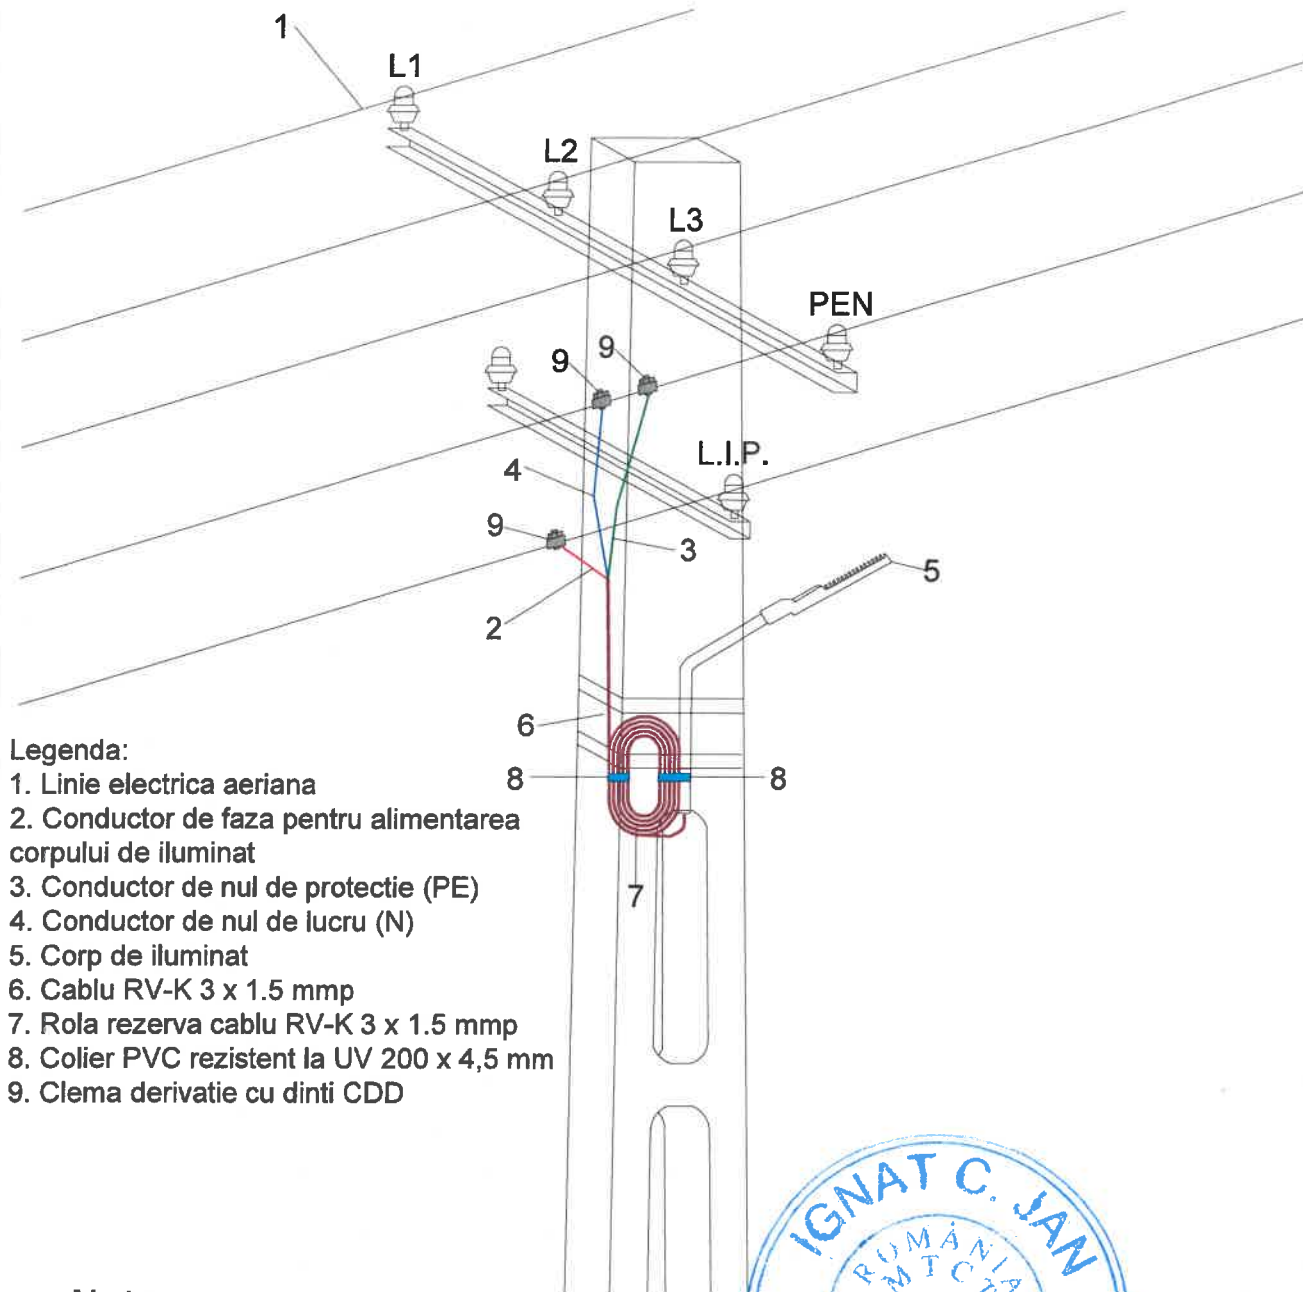 1
L1
L2
L3
PEN
9
9
L.I.P.
4
9
3
5
2
6
8
8
7
Legenda:
1. Linie electrica aeriana
2. Conductor de faza pentru alimentarea
corpului de iluminat
3. Conductor de nul de protectie (PE)
4. Conductor de nul de lucru (N)
5. Corp de iluminat
6. Cablu RV-K 3 x 1.5 mmp
7. Rola rezerva cablu RV-K 3 x 1.5 mmp
8. Colier PVC rezistent la UV 200 x 4,5 mm
9. Clema derivatie cu dinti CDD
IGNAT C. JAN
ROMÂNIA